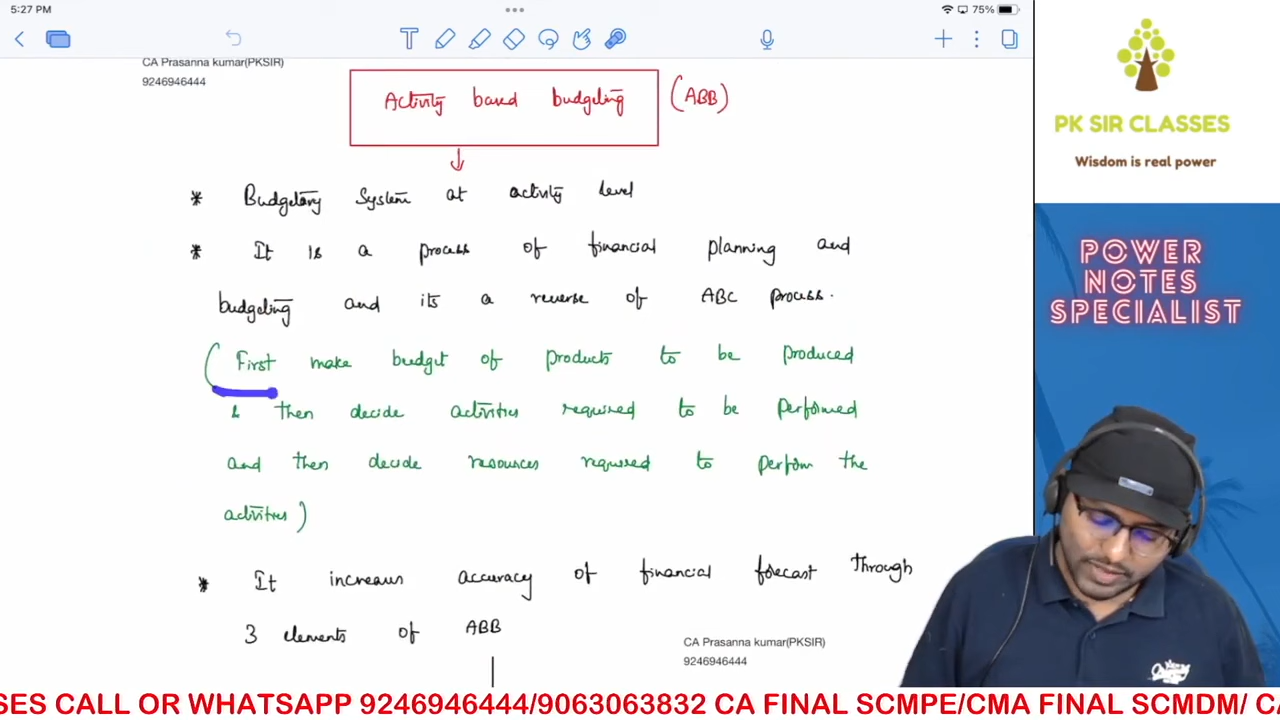 5:27 PM
75%
CA Prasanna kumar(PKSIR)
9246946444
Activity based budgeting (ABB)
* Budgetary System at activity level
* It is a process of financial planning and
budgeting and its a reverse of ABC process.
(First make budget of products to be produced
& then decide activities required to be performed
and then decide resources required to perform the
activities)
* It increases accuracy of financial forecast through
3 elements of ABB
CA Prasanna kumar(PKSIR)
9246946444
PK SIR CLASSES
Wisdom is real power
POWER
NOTES
SPECIALIST
SES CALL OR WHATSAPP 9246946444/9063063832 CA FINAL SCMPE/CMA FINAL SCMDM/ CA